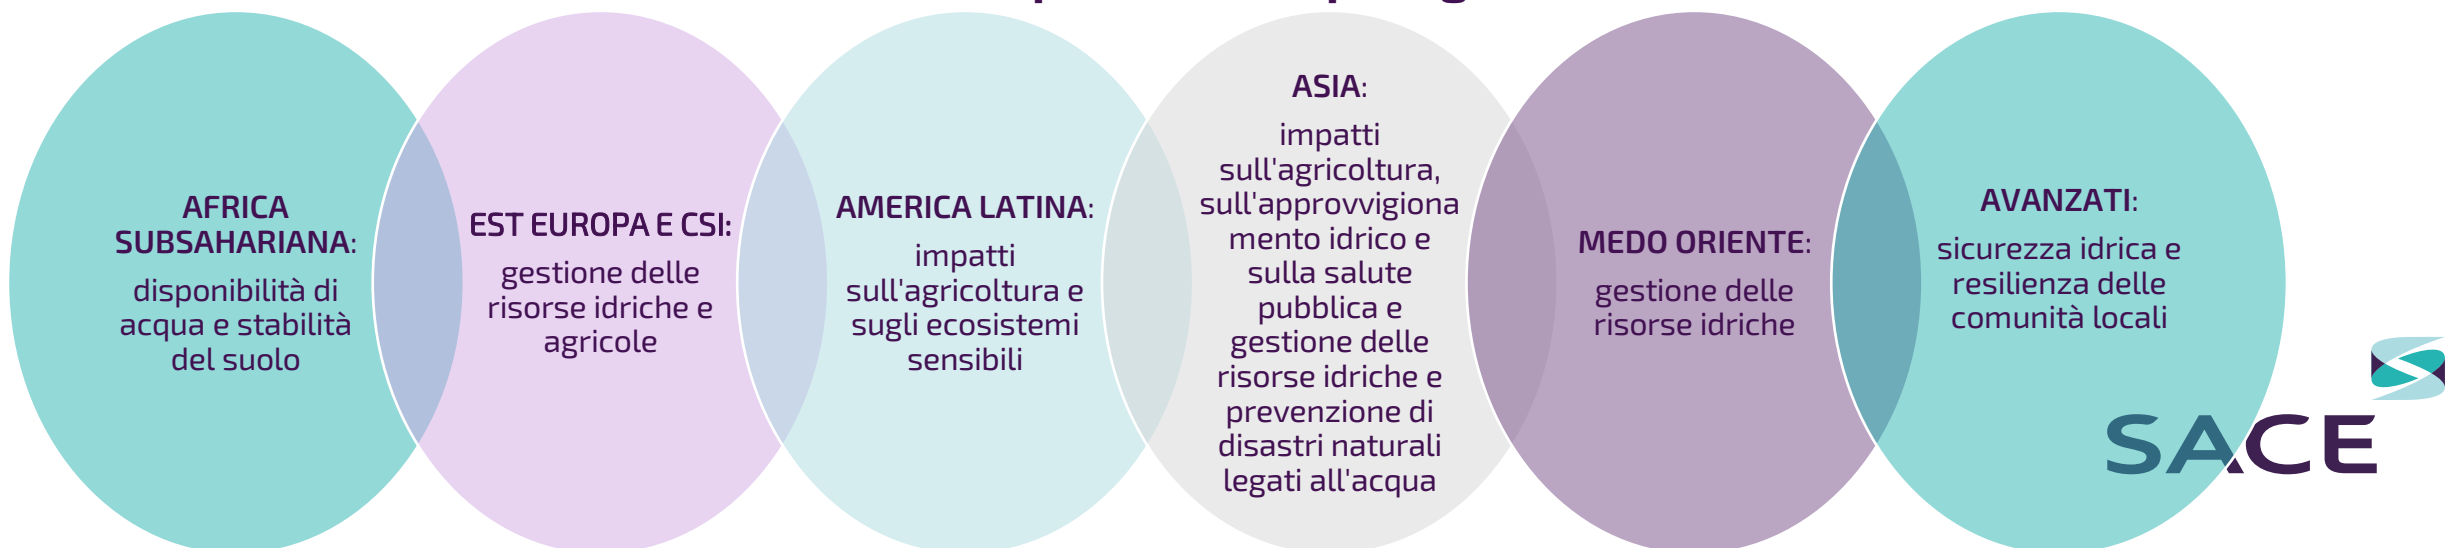 AFRICA
SUBSAHARIANA:
disponibilità di
acqua e stabilità
del suolo
EST EUROPA E CSI:
gestione delle
risorse idriche e
agricole
AMERICA LATINA:
impatti
sull'agricoltura e
sugli ecosistemi
sensibili
ASIA:
impatti
sull'agricoltura,
sull'approvvigiona
mento idrico e
sulla salute
pubblica e
gestione delle
risorse idriche e
prevenzione di
disastri naturali
legati all'acqua
MEDO ORIENTE:
gestione delle
risorse idriche
AVANZATI:
sicurezza idrica e
resilienza delle
comunità locali
SACE